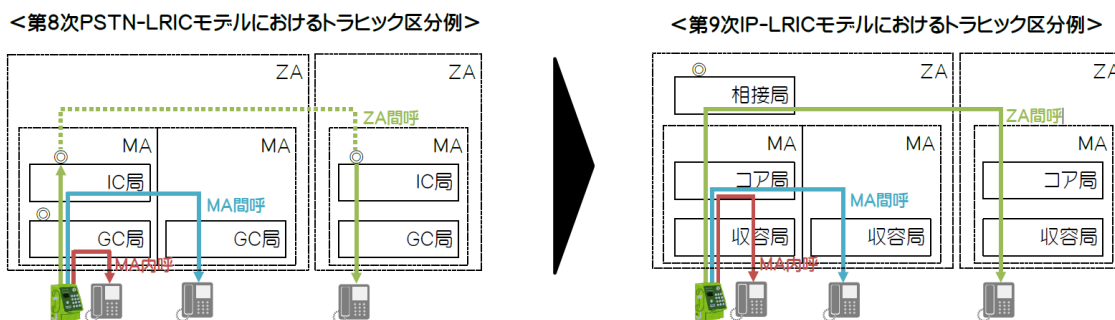 <第8次PSTN-LRICモデルにおけるトラヒック区分例>
ZA
ZA
ZA間呼
MA
MA
MA
IC局
IC局
MA間呼
GC局
GC局
GC局
MA内呼
<第9次IP-LRICモデルにおけるトラヒック区分例>
ZA
ZA
相接局
ZA間呼
MA
MA
MA
コア局
コア局
MA間呼
収容局
収容局
収容局
MA内呼